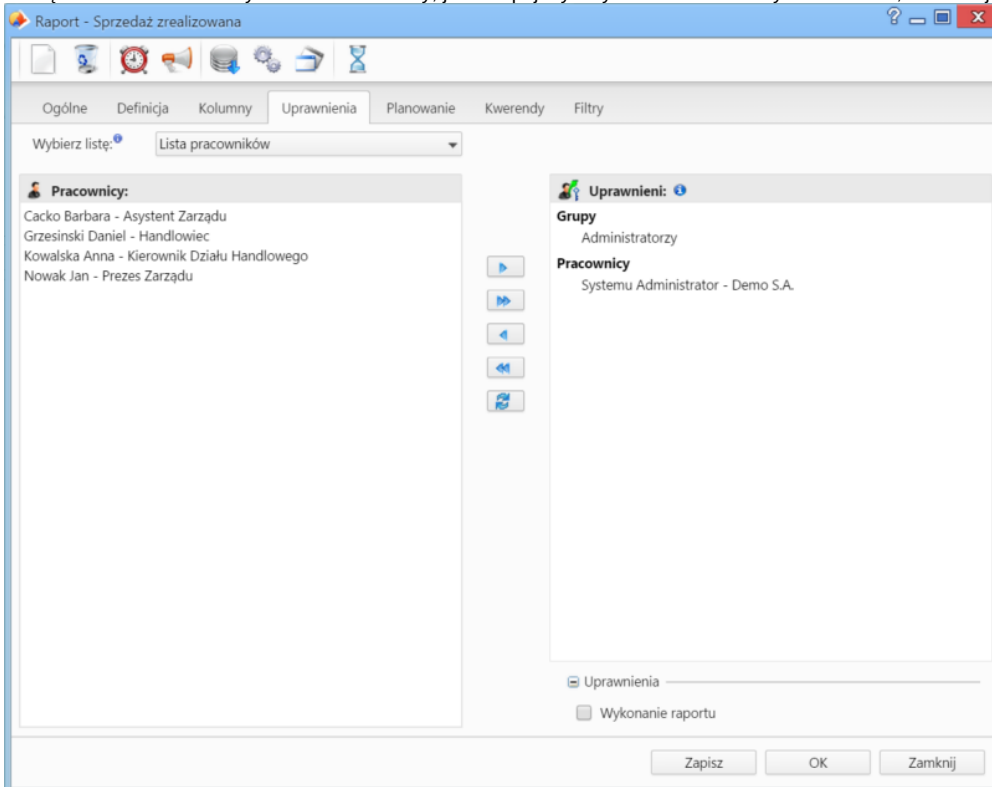 Raport - Sprzedaż zrealizowana
Ogólne Definicja Kolumny Uprawnienia Planowanie Kwerendy Filtry
Wybierz listę: Lista pracowników
Pracownicy:
Cacko Barbara - Asystent Zarządu
Grzesinski Daniel - Handlowiec
Kowalska Anna - Kierownik Działu Handlowego
Nowak Jan - Prezes Zarządu
Uprawnieni:
Grupy
Administratorzy
Pracownicy
Systemu Administrator - Demo S.A.
Uprawnienia
Wykonanie raportu
Zapisz OK Zamknij